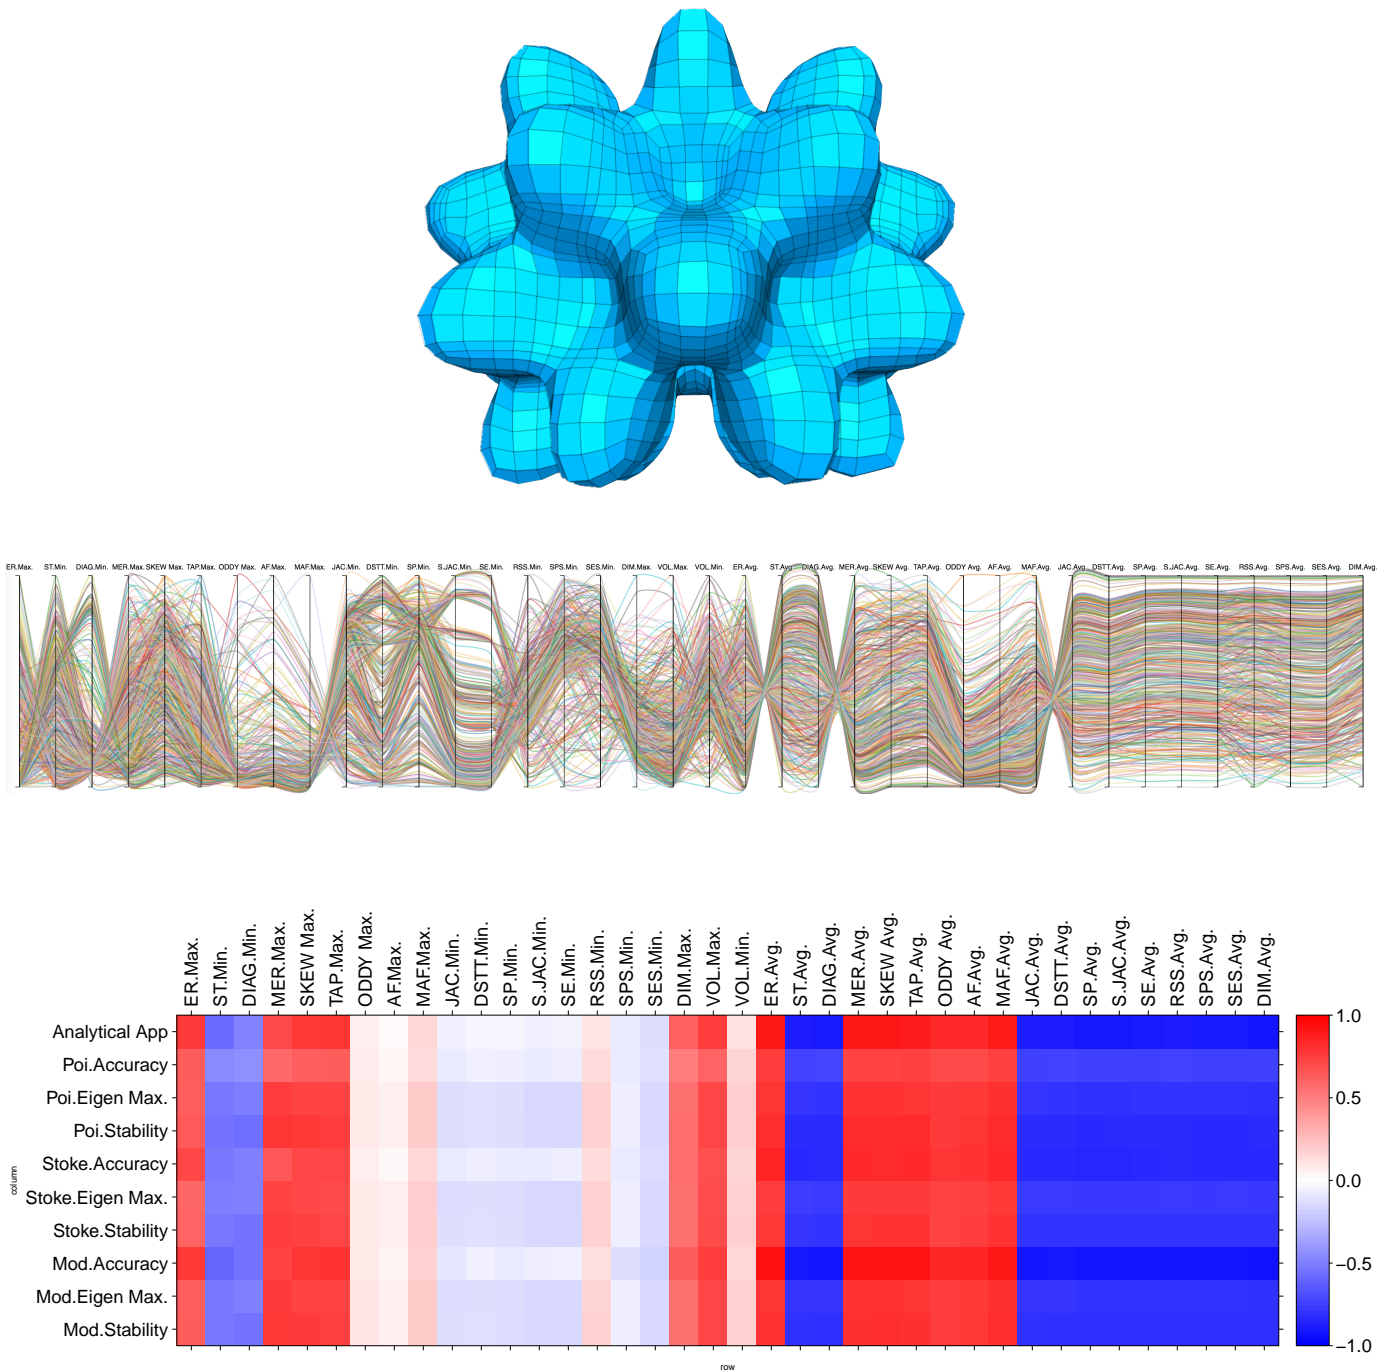 ER.Max. ST.Min. DIAG.Min. MER.Max. SKEW Max. TAP.Max. ODDY Max. AF.Max. MAF.Max. JAC.Min. DSTT.Min. SP.Min. S.JAC.Min. SE.Min. RSS.Min. SPS.Min. SES.Min. DIM.Max. VOL.Max. VOL.Min. ER.Avg. ST.Avg. DIAG.Avg. MER.Avg. SKEW Avg. TAP.Avg. ODDY Avg. AF.Avg. MAF.Avg. JAC.Avg. DSTT.Avg. SP.Avg. S.JAC.Avg. SE.Avg. RSS.Avg. SPS.Avg. SES.Avg. DIM.Avg.
ER.Max. ST.Min. DIAG.Min. MER.Max. SKEW Max. TAP.Max. ODDY Max. AF.Max. MAF.Max. JAC.Min. DSTT.Min. SP.Min. S.JAC.Min. SE.Min. RSS.Min. SPS.Min. SES.Min. DIM.Max. VOL.Max. VOL.Min. ER.Avg. ST.Avg. DIAG.Avg. MER.Avg. SKEW Avg. TAP.Avg. ODDY Avg. AF.Avg. MAF.Avg. JAC.Avg. DSTT.Avg. SP.Avg. S.JAC.Avg. SE.Avg. RSS.Avg. SPS.Avg. SES.Avg. DIM.Avg.
column
Analytical App
Poi.Accuracy
Poi.Eigen Max.
Poi.Stability
Stoke.Accuracy
Stoke.Eigen Max.
Stoke.Stability
Mod.Accuracy
Mod.Eigen Max.
Mod.Stability
1.0
0.5
0.0
−0.5
−1.0
row